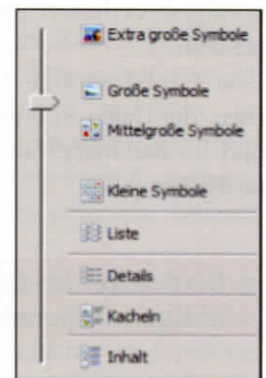 Extra große Symbole
Große Symbole
Mittelgroße Symbole
Kleine Symbole
Liste
Details
Kacheln
Inhalt